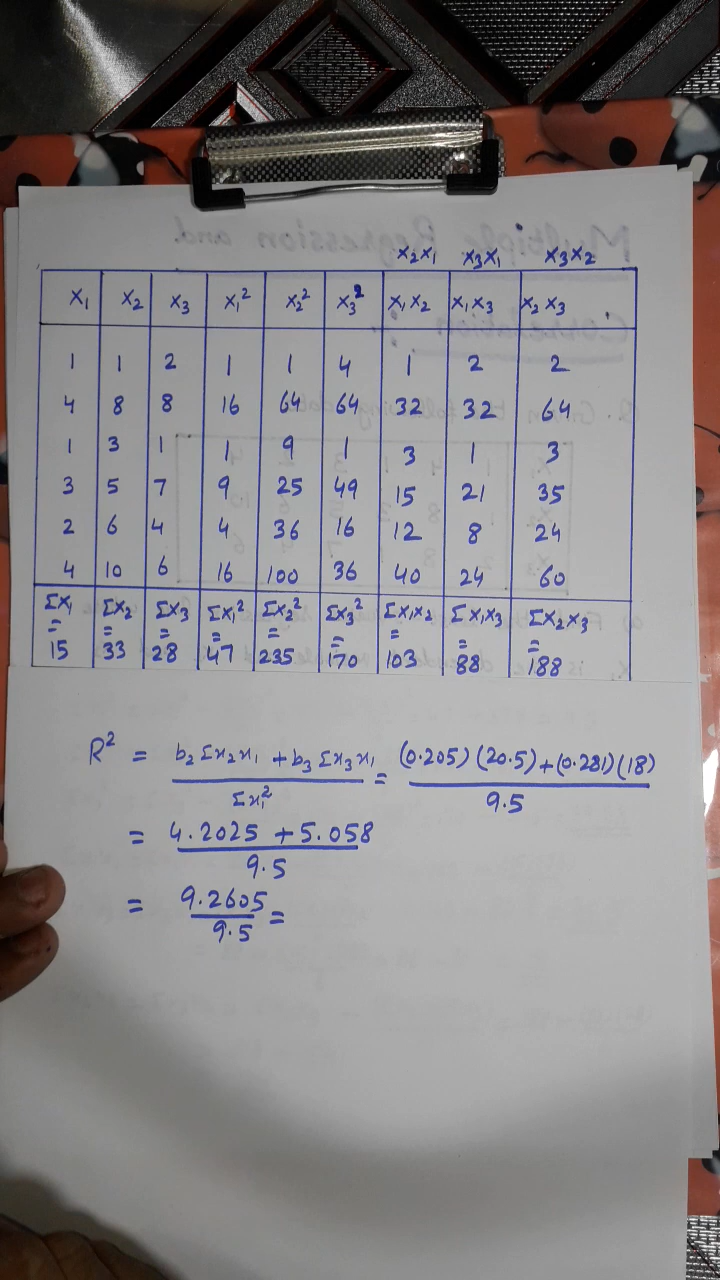 X₂X₁ X₃X₁ X₃X₂
X₁ X₂ X₃ X₁² X₂² X₃² X₁X₂ X₁X₃ X₂X₃
1 1 2 1 1 4 1 2 2
4 8 8 16 64 64 32 32 64
1 3 1 1 9 1 3 1 3
3 5 7 9 25 49 15 21 35
2 6 4 4 36 16 12 8 24
4 10 6 16 100 36 40 24 60
ΣX₁ ΣX₂ ΣX₃ ΣX₁² ΣX₂² ΣX₃² ΣX₁X₂ ΣX₁X₃ ΣX₂X₃
= = = = = = = = =
15 33 28 47 235 170 103 88 188
R² = b₂Σx₂x₁ + b₃Σx₃x₁ = (0.205)(20.5)+(0.281)(18)
Σx₁² 9.5
= 4.2025 + 5.058
9.5
= 9.2605 =
9.5